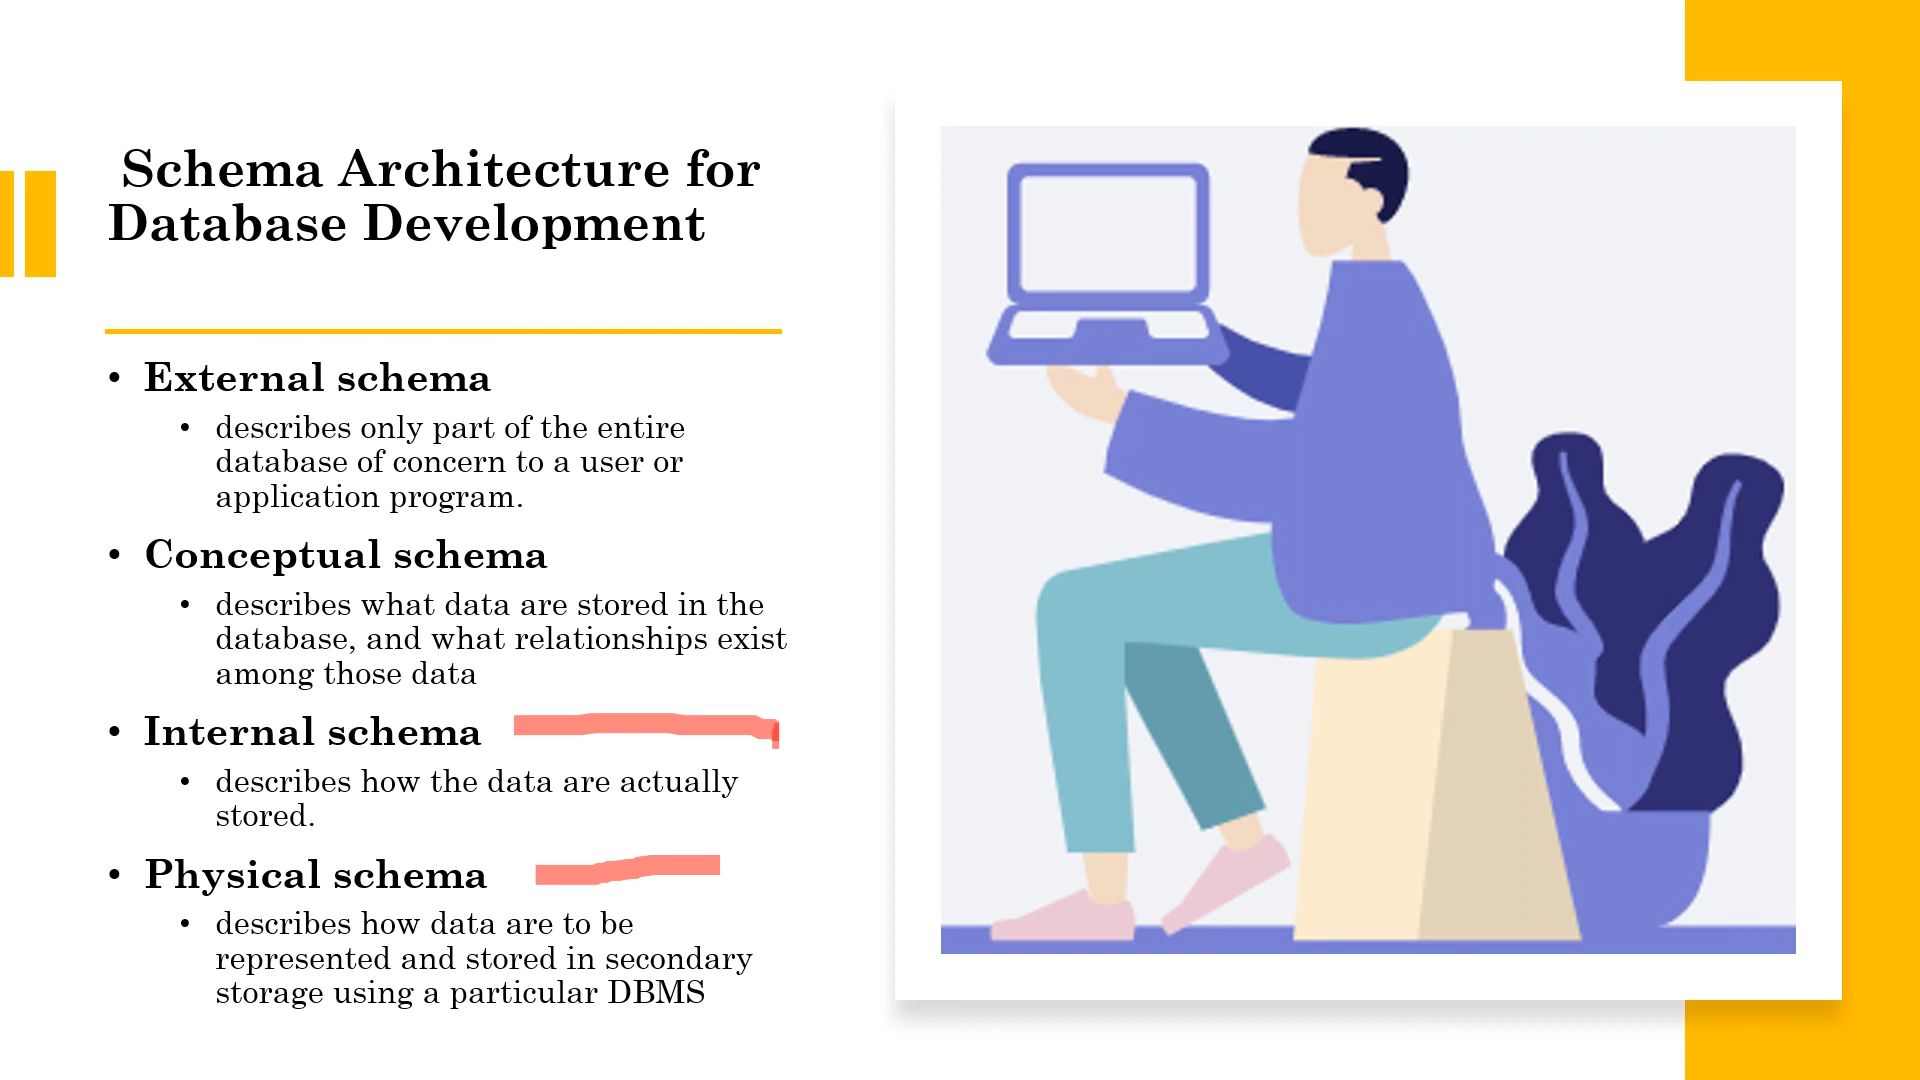 Schema Architecture for
Database Development
• External schema
• describes only part of the entire
database of concern to a user or
application program.
• Conceptual schema
• describes what data are stored in the
database, and what relationships exist
among those data
• Internal schema
• describes how the data are actually
stored.
• Physical schema
• describes how data are to be
represented and stored in secondary
storage using a particular DBMS